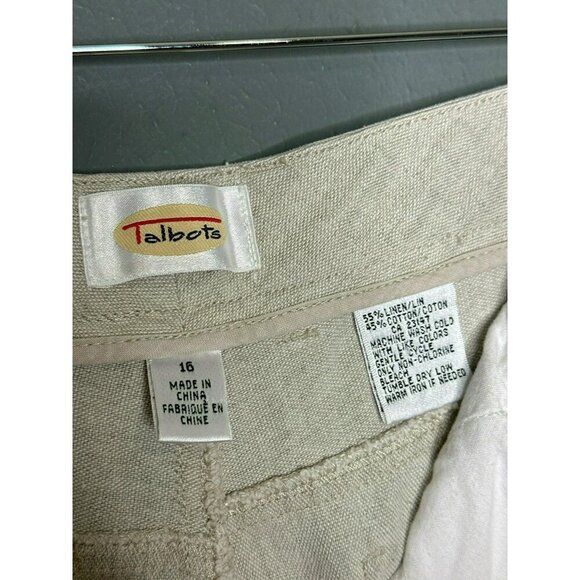 Talbots
55% LINEN/LIN
45% COTTON/COTON
CA 23147
MACHINE WASH COLD
WITH LIKE COLORS
GENTLE CYCLE
ONLY NON-CHLORINE
BLEACH
TUMBLE DRY LOW
WARM IRON IF NEEDED
16
MADE IN
CHINA
FABRIQUÉ EN
CHINE